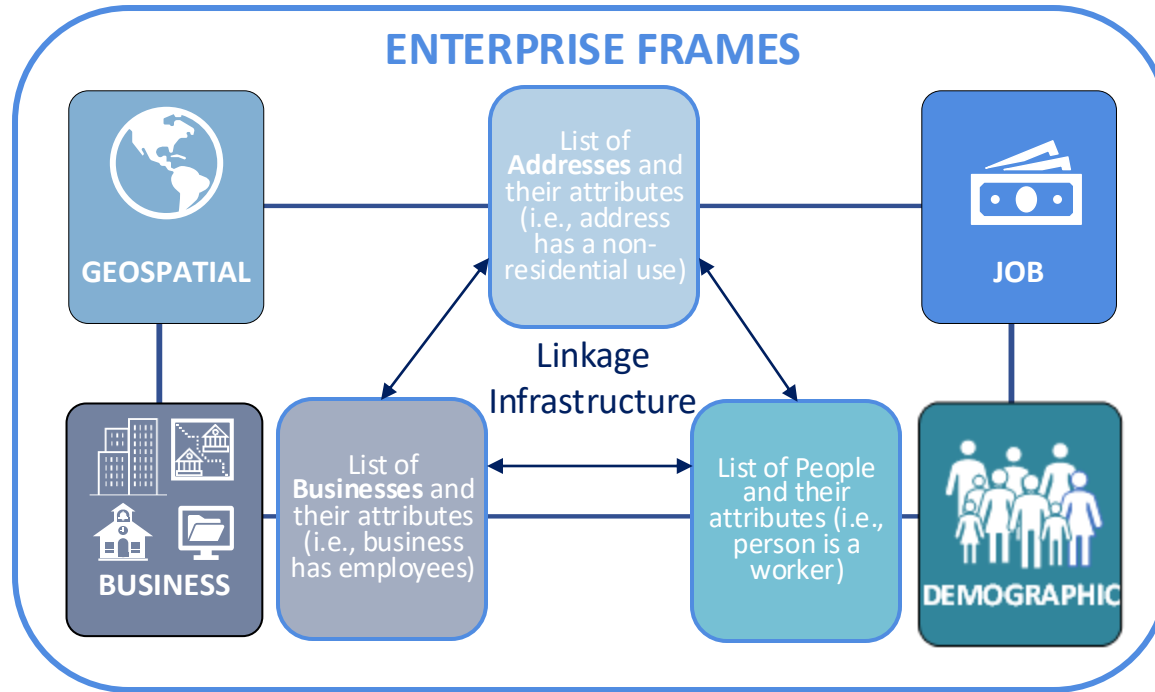 ENTERPRISE FRAMES
GEOSPATIAL
List of
Addresses and
their attributes
(i.e., address
has a non-
residential use)
JOB
Linkage
Infrastructure
BUSINESS
List of
Businesses and
their attributes
(i.e., business
has employees)
List of People
and their
attributes (i.e.,
person is a
worker)
DEMOGRAPHIC